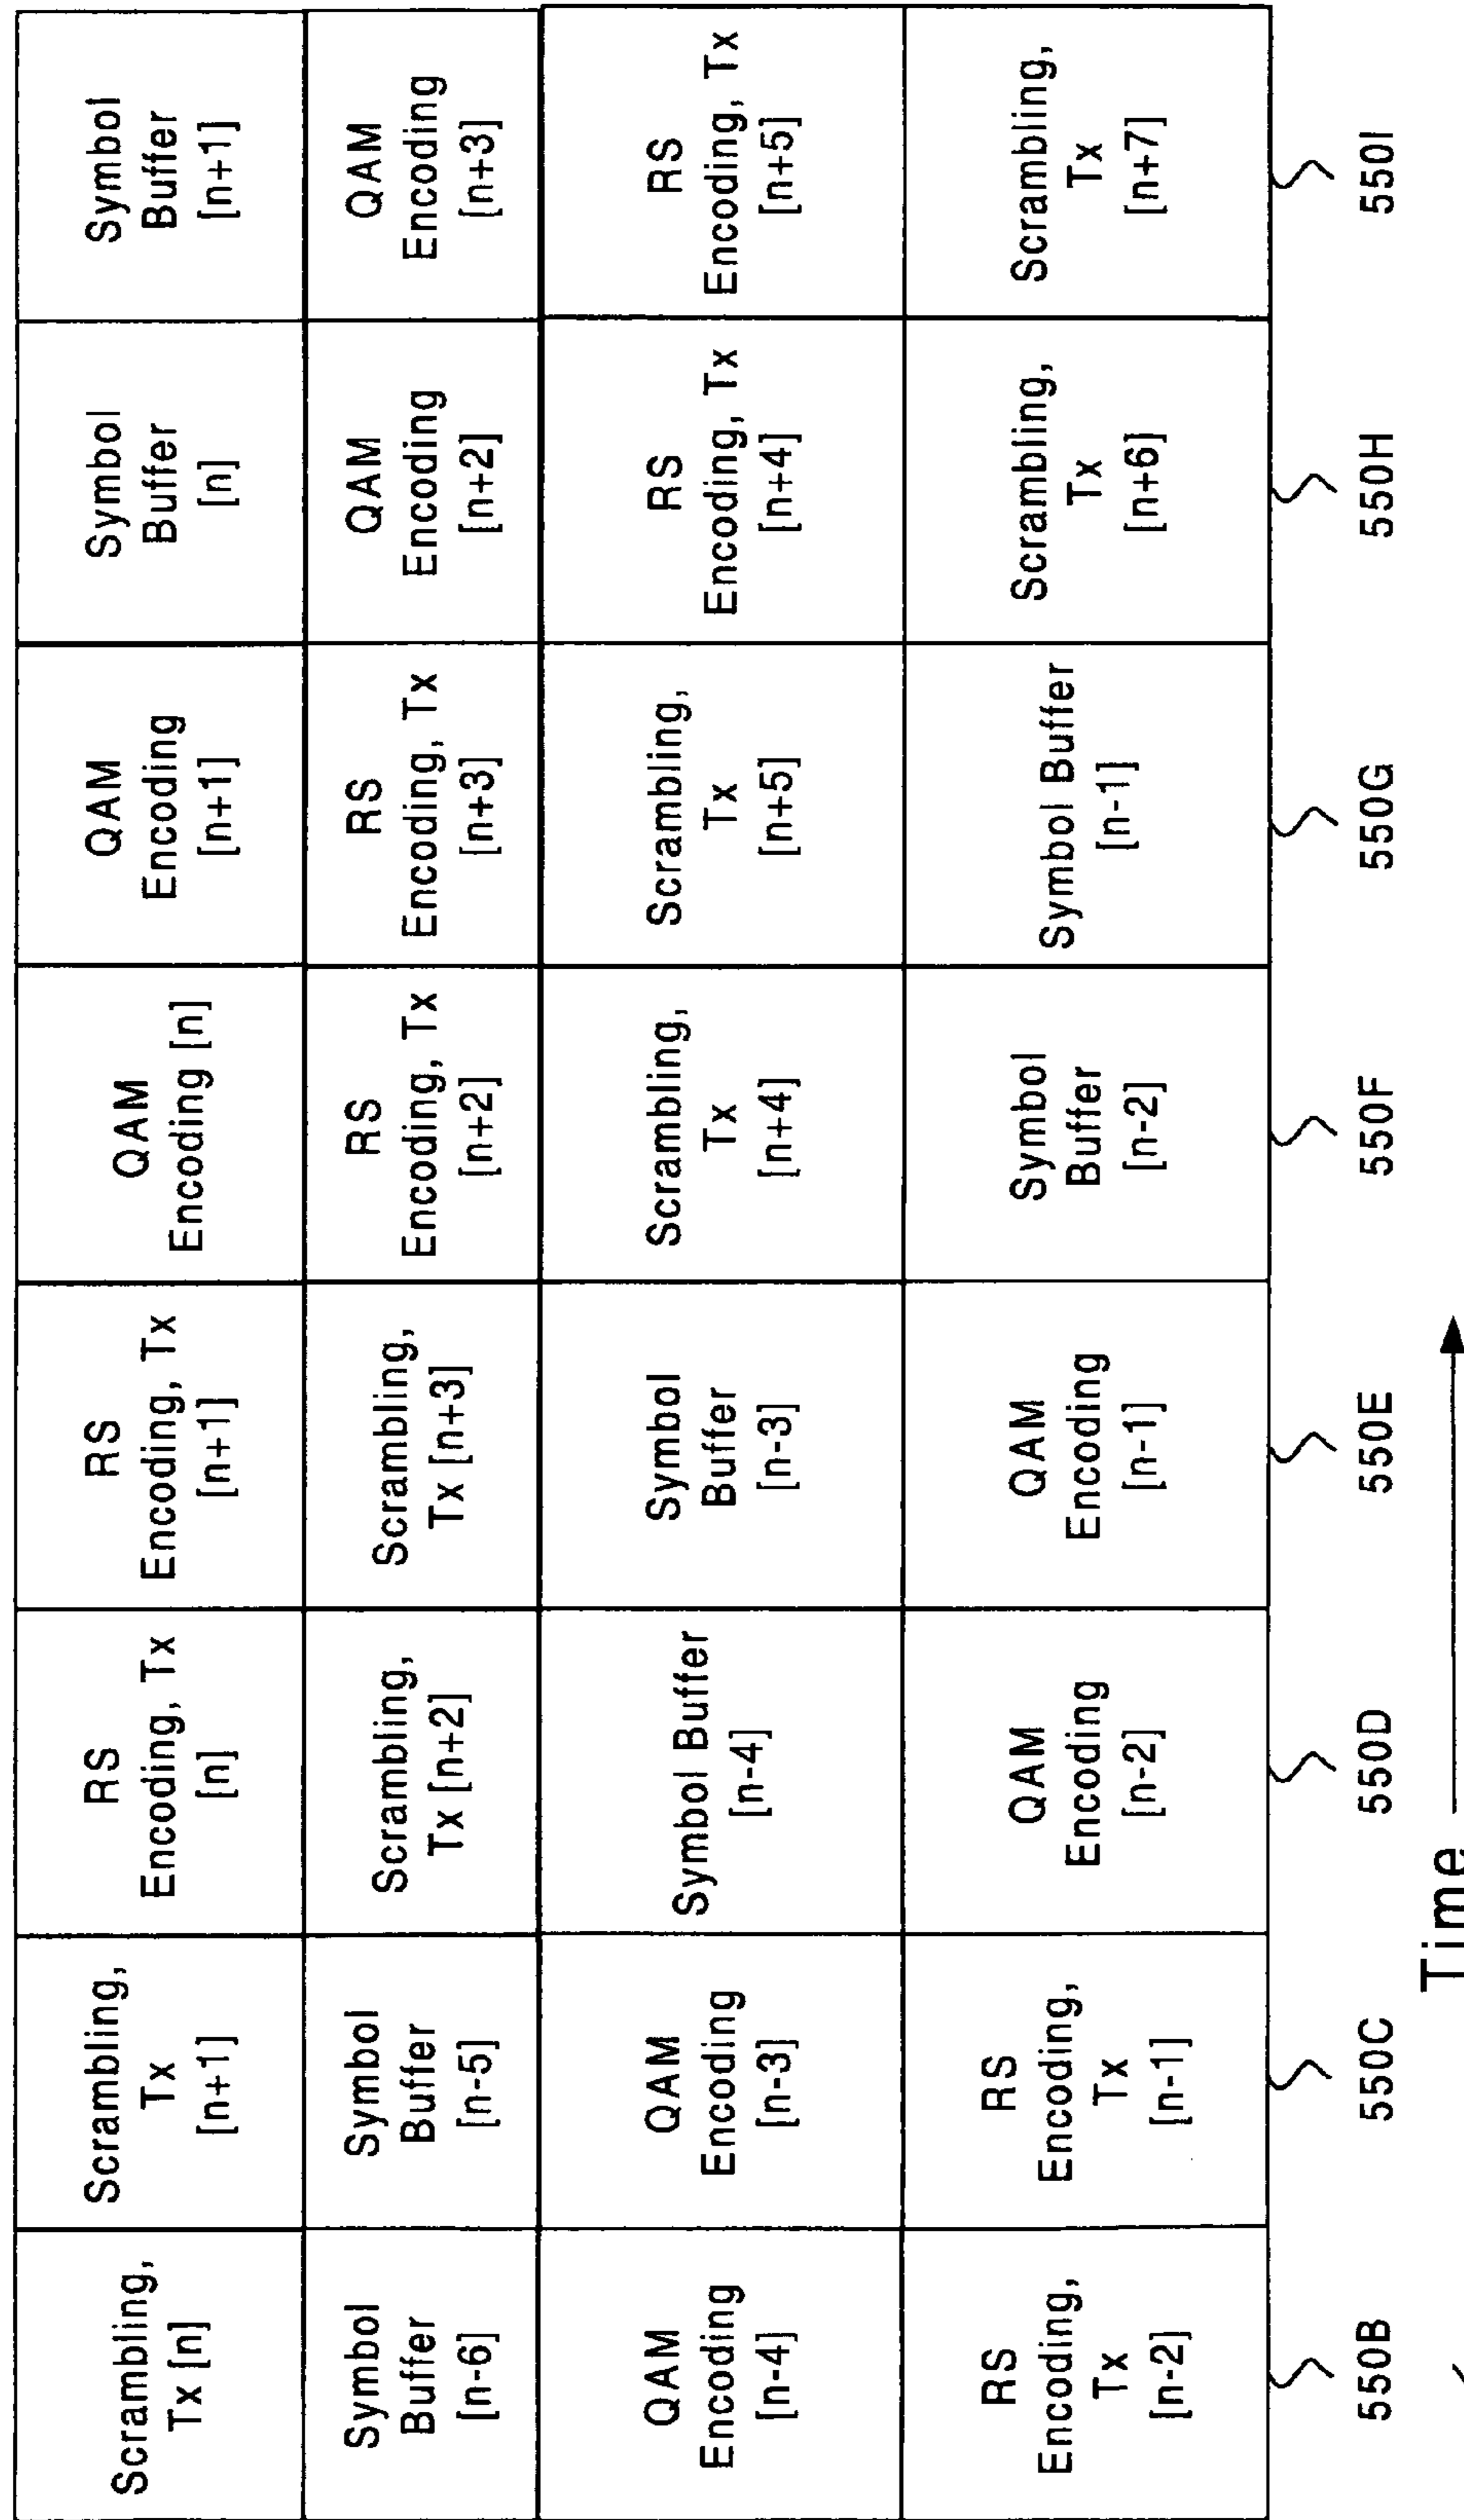 Scrambling,
Tx [n]
Scrambling,
Tx
[n+1]
RS
Encoding, Tx
[n]
RS
Encoding, Tx
[n+1]
QAM
Encoding [n]
QAM
Encoding
[n+1]
Symbol
Buffer
[n]
Symbol
Buffer
[n+1]
Symbol
Buffer
[n-6]
Symbol
Buffer
[n-5]
Scrambling,
Tx [n+2]
Scrambling,
Tx [n+3]
RS
Encoding, Tx
[n+2]
RS
Encoding, Tx
[n+3]
QAM
Encoding
[n+2]
QAM
Encoding
[n+3]
QAM
Encoding
[n-4]
QAM
Encoding
[n-3]
Symbol Buffer
[n-4]
Symbol
Buffer
[n-3]
Scrambling,
Tx
[n+4]
Scrambling,
Tx
[n+5]
RS
Encoding, Tx
[n+4]
RS
Encoding, Tx
[n+5]
RS
Encoding,
Tx
[n-2]
RS
Encoding,
Tx
[n-1]
QAM
Encoding
[n-2]
QAM
Encoding
[n-1]
Symbol
Buffer
[n-2]
Symbol Buffer
[n-1]
Scrambling,
Tx
[n+6]
Scrambling,
Tx
[n+7]
550B
550C
550D
550E
550F
550G
550H
550I
Time